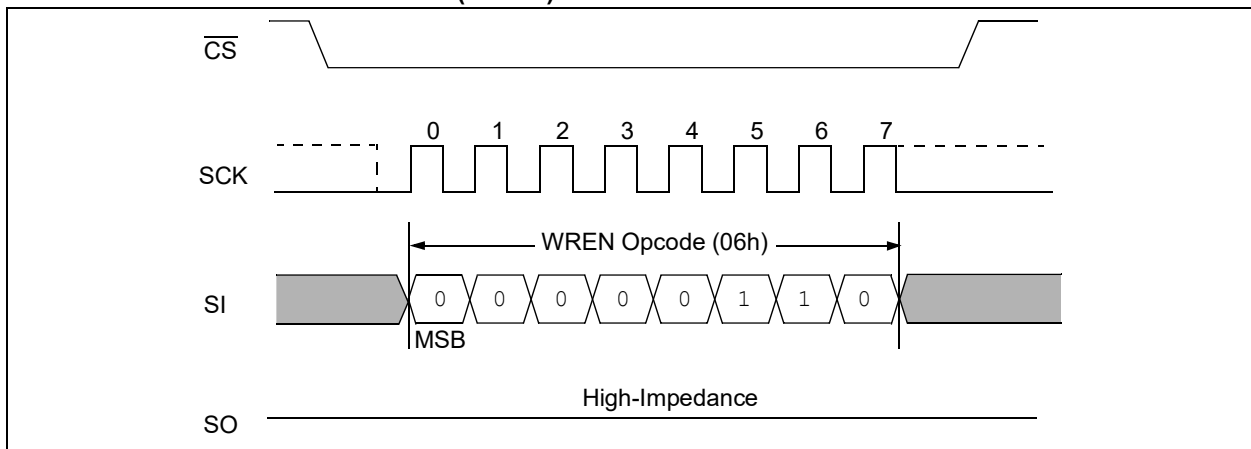 CS
0 1 2 3 4 5 6 7
SCK
WREN Opcode (06h)
SI
0 0 0 0 0 1 1 0
MSB
High-Impedance
SO